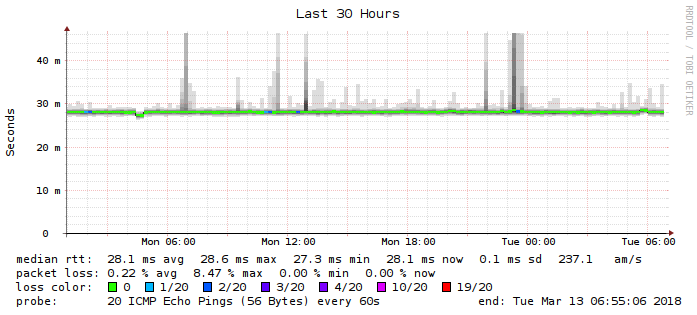 Last 30 Hours
RRDTOOL / TOBI OETIKER
Seconds
40 m
30 m
20 m
10 m
0
Mon 06:00 Mon 12:00 Mon 18:00 Tue 00:00 Tue 06:00
median rtt: 28.1 ms avg 28.6 ms max 27.3 ms min 28.1 ms now 0.1 ms sd 237.1 am/s
packet loss: 0.22 % avg 8.47 % max 0.00 % min 0.00 % now
loss color: 0 1/20 2/20 3/20 4/20 10/20 19/20
probe: 20 ICMP Echo Pings (56 Bytes) every 60s end: Tue Mar 13 06:55:06 2018